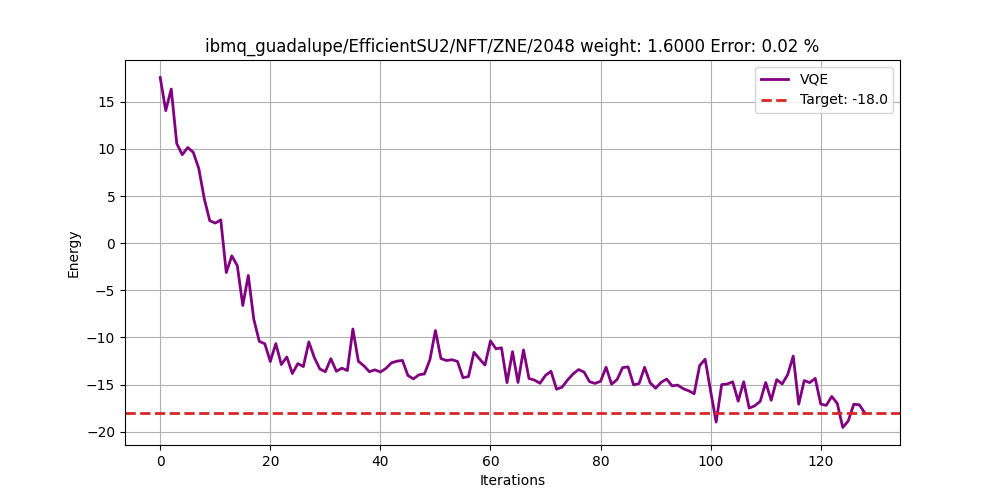 ibmq_guadalupe/EfficientSU2/NFT/ZNE/2048 weight: 1.6000 Error: 0.02 %
VQE
Target: -18.0
15
10
5
0
−5
−10
−15
−20
Energy
0 20 40 60 80 100 120
Iterations